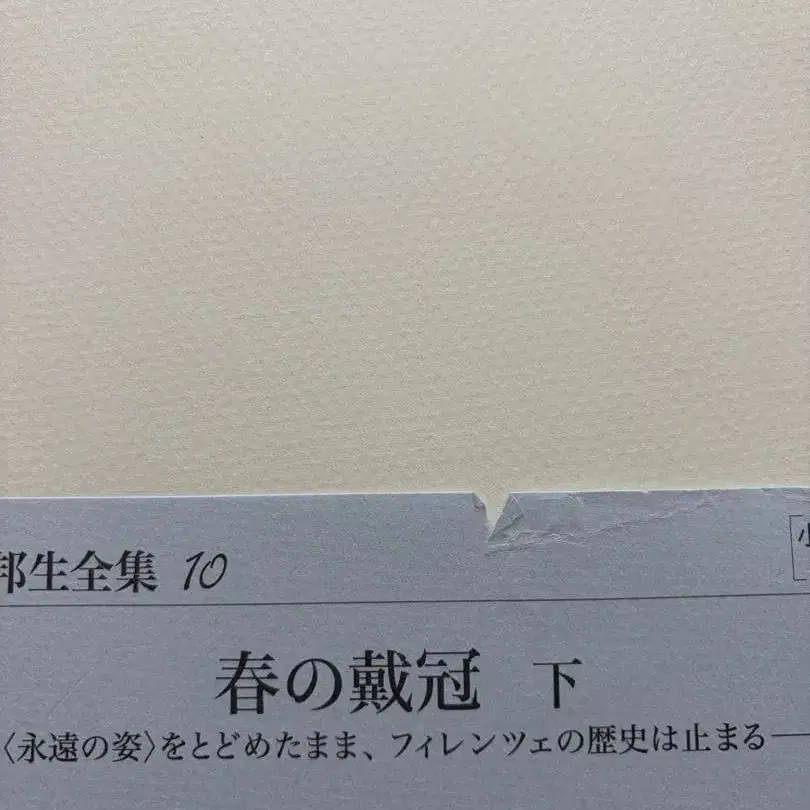 邦生全集 10
小
春の戴冠 下
〈永遠の姿〉をとどめたまま、フィレンツェの歴史は止まる—